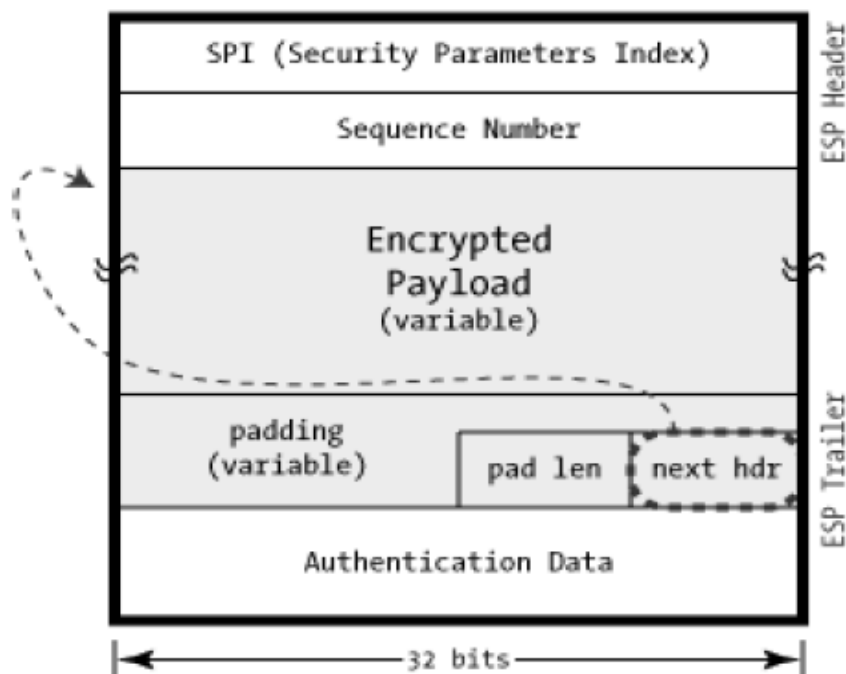 SPI (Security Parameters Index)
Sequence Number
ESP Header
Encrypted
Payload
(variable)
padding
(variable)
pad len
next hdr
ESP Trailer
Authentication Data
32 bits